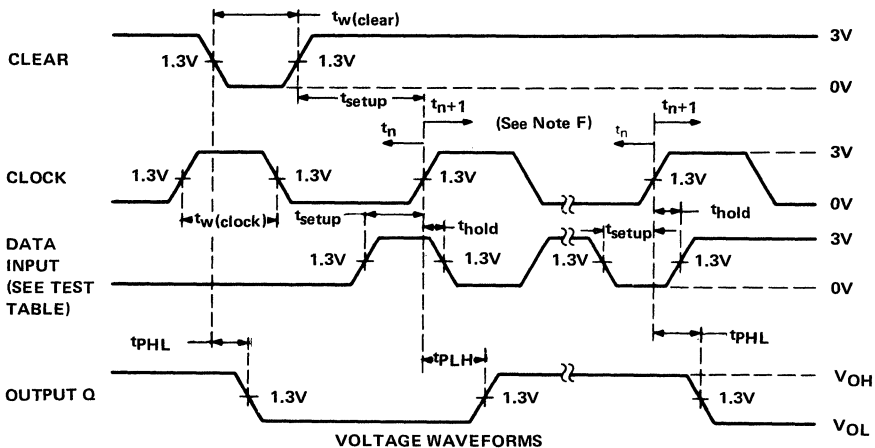 tw(clear)
3V
CLEAR 1.3V 1.3V
0V
tsetup tn+1 (See Note F) tn+1
tn tn
3V
CLOCK 1.3V 1.3V 1.3V 1.3V
0V
tw(clock) tsetup thold tsetup thold
DATA INPUT (SEE TEST TABLE)
3V
1.3V 1.3V 1.3V 1.3V
0V
tPHL tPLH tPHL
VOH
OUTPUT Q 1.3V 1.3V 1.3V
VOL
VOLTAGE WAVEFORMS